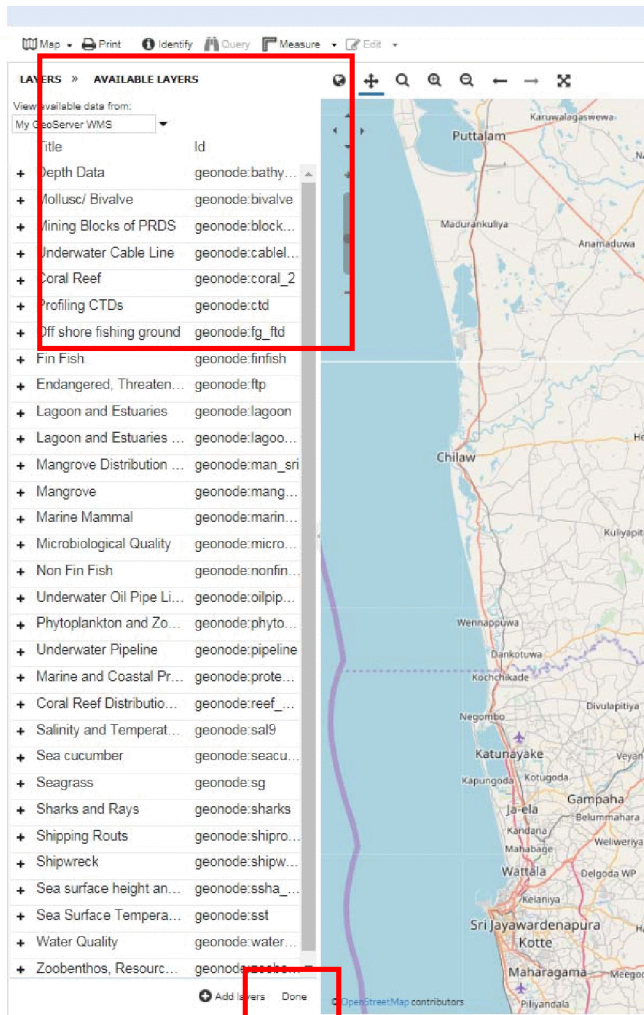 Map Print Identify Query Measure Edit
LAYERS » AVAILABLE LAYERS
View available data from:
My GeoServer WMS
Title Id
+ Depth Data geonode:bathy...
+ Mollusc/ Bivalve geonode:bivalve
+ Mining Blocks of PRDS geonode:block...
+ Underwater Cable Line geonode:cablel...
+ Coral Reef geonode:coral_2
+ Profiling CTDs geonode:ctd
+ Off shore fishing ground geonode:fg_ftd
+ Fin Fish geonode:finfish
+ Endangered, Threaten... geonode:ftp
+ Lagoon and Estuaries geonode:lagoon
+ Lagoon and Estuaries ... geonode:lagoo...
+ Mangrove Distribution ... geonode:man_sri
+ Mangrove geonode:mang...
+ Marine Mammal geonode:marin...
+ Microbiological Quality geonode:micro...
+ Non Fin Fish geonode:nonfin...
+ Underwater Oil Pipe Li... geonode:oilpip...
+ Phytoplankton and Zo... geonode:phyto...
+ Underwater Pipeline geonode:pipeline
+ Marine and Coastal Pr... geonode:prote...
+ Coral Reef Distributio... geonode:reef_...
+ Salinity and Temperat... geonode:sal9
+ Sea cucumber geonode:seacu...
+ Seagrass geonode:sg
+ Sharks and Rays geonode:sharks
+ Shipping Routs geonode:shipro...
+ Shipwreck geonode:shipw...
+ Sea surface height an... geonode:ssha_...
+ Sea Surface Tempera... geonode:sst
+ Water Quality geonode:water...
+ Zoobenthos, Resourc... geonode:zoobe...
Add layers Done
Karuwalagaswewa
Puttalam
Madurankuliya
Anamaduwa
Chilaw
Kuliyapit
Wennappuwa
Dankotuwa
Kochchikade
Divulapitiya
Negombo
Katunayake
Veyan
Kapungoda Kotugoda
Gampaha
Ja-ela
Belummahara
Kandana
Weliweriya
Mahabage
Wattala
Delgoda WP
Kelaniya
Sri Jayawardenapura
Kotte
Maharagama
Meegod
Piliyandala
© OpenStreetMap contributors